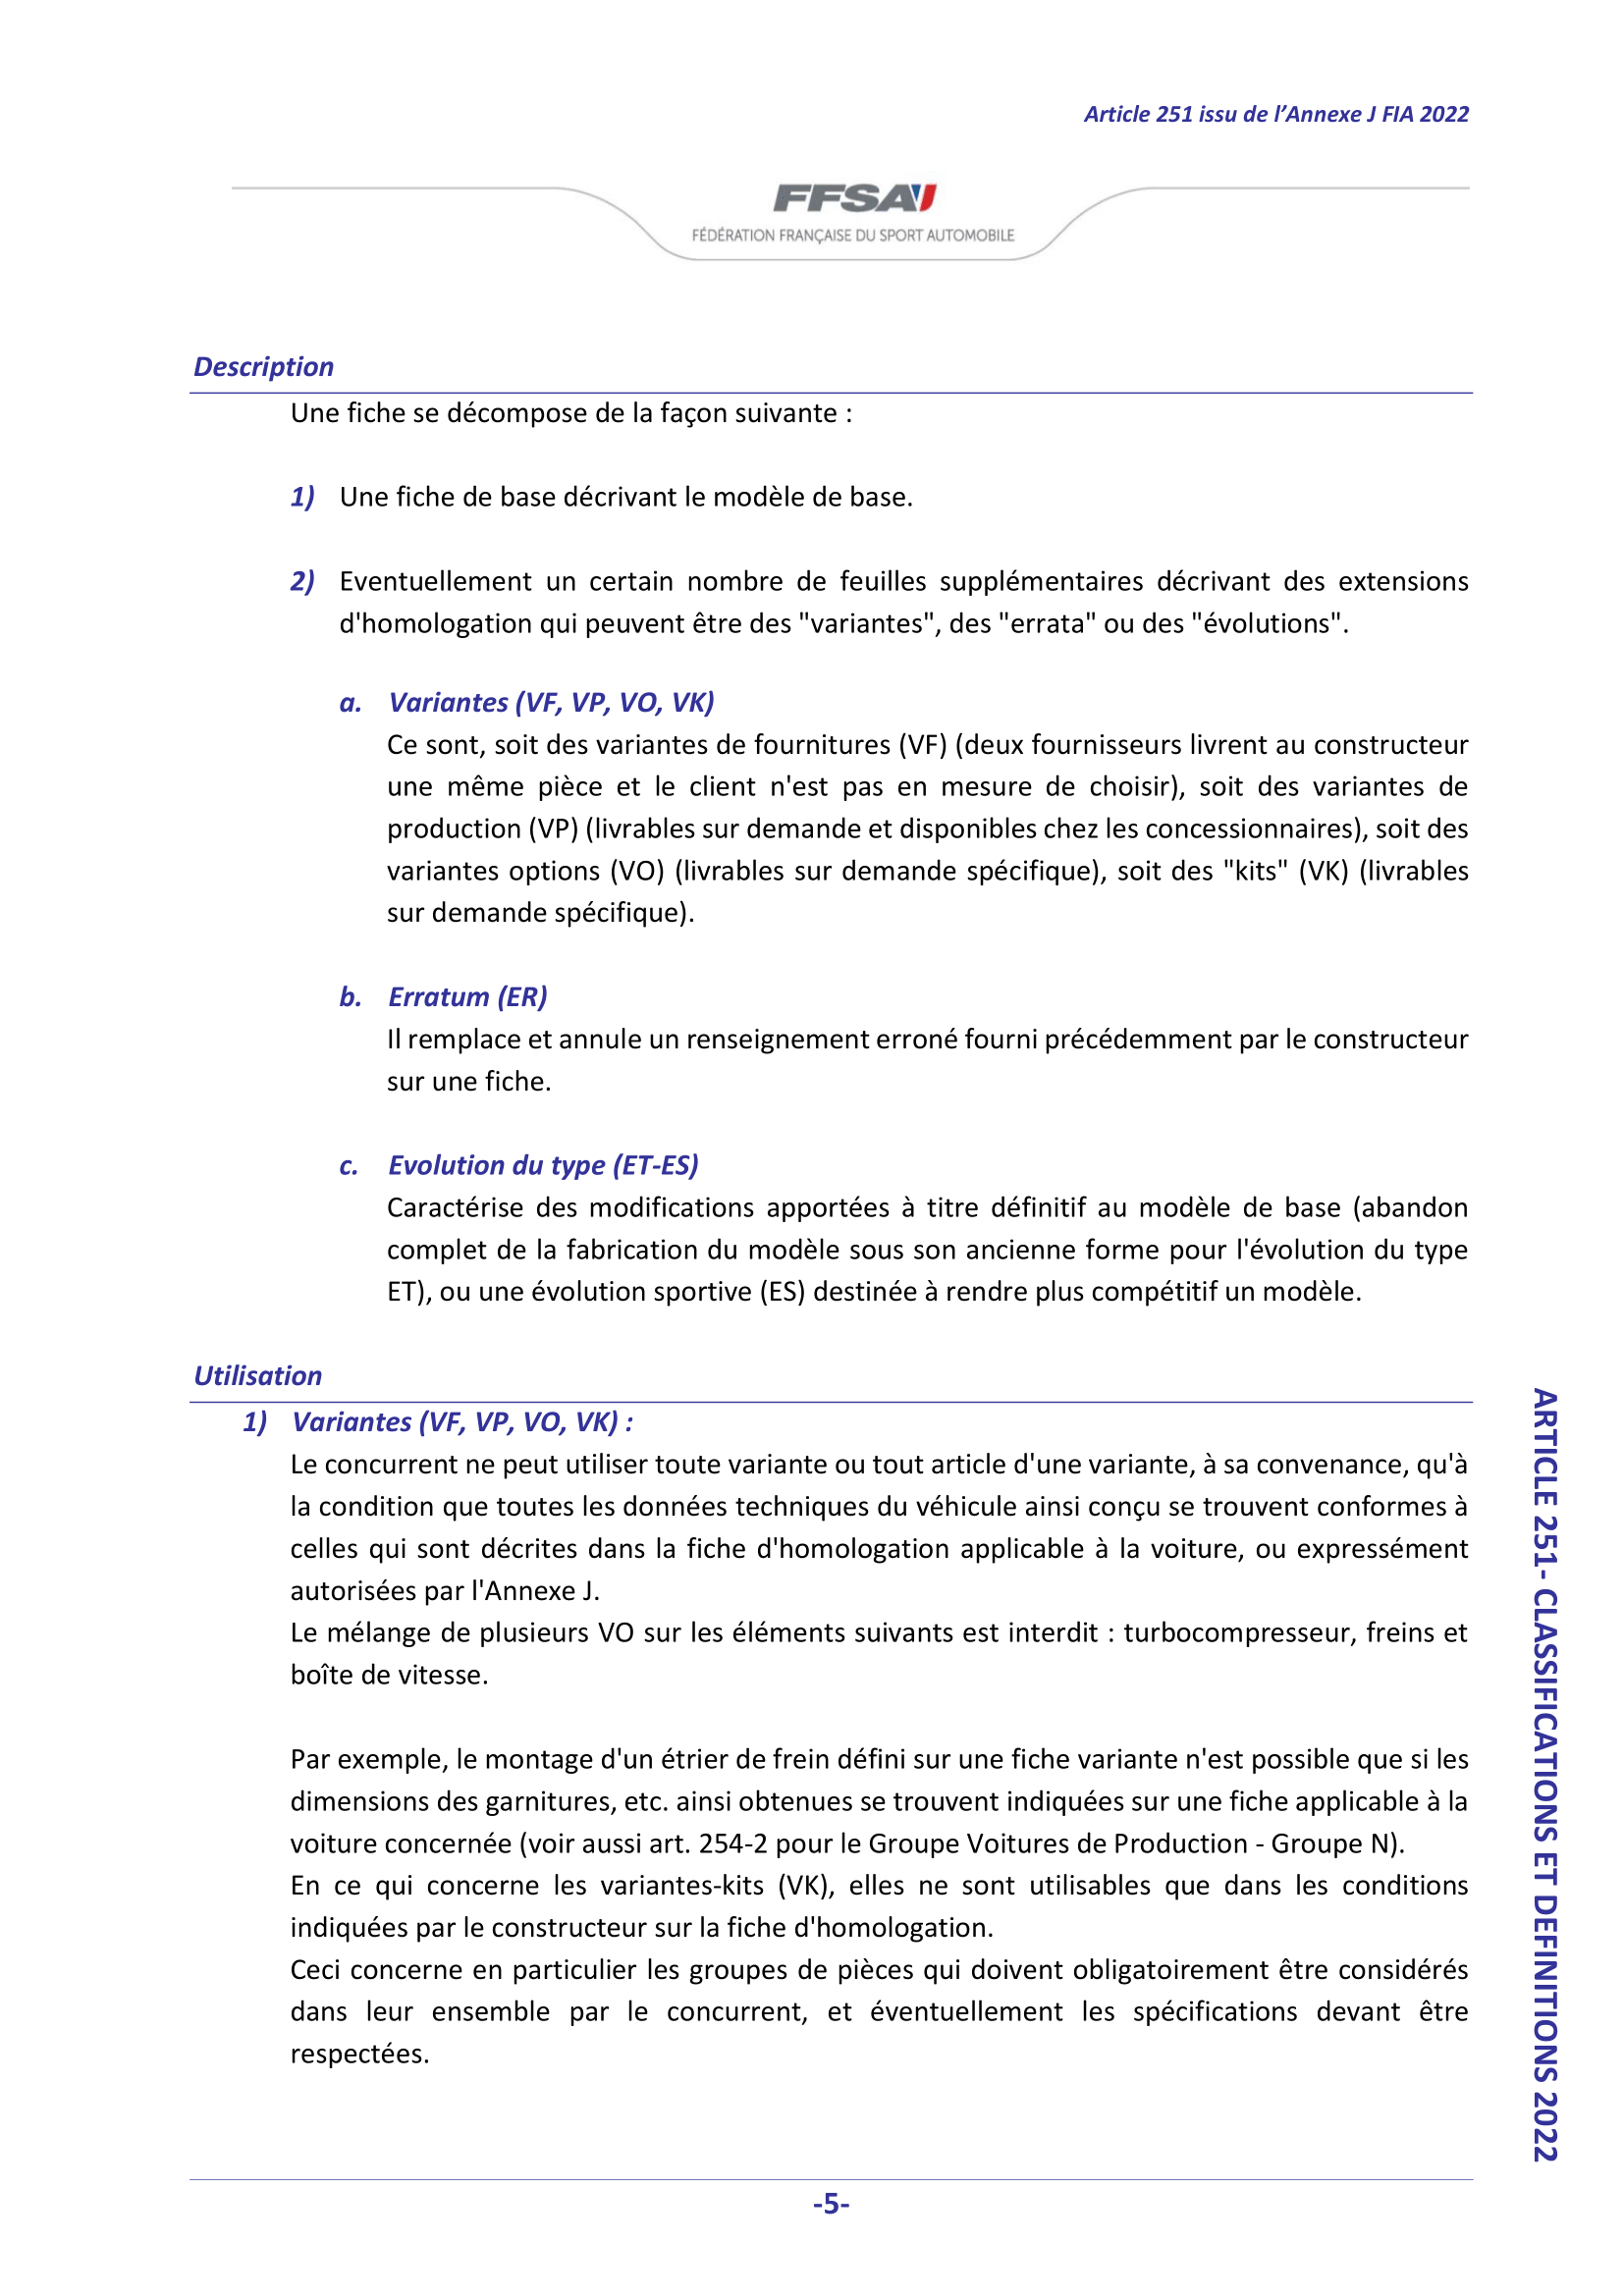 Article 251 issu de l’Annexe J FIA 2022
FFSA
FÉDÉRATION FRANÇAISE DU SPORT AUTOMOBILE
Description
Une fiche se décompose de la façon suivante :
1) Une fiche de base décrivant le modèle de base.
2) Eventuellement un certain nombre de feuilles supplémentaires décrivant des extensions
d'homologation qui peuvent être des "variantes", des "errata" ou des "évolutions".
a. Variantes (VF, VP, VO, VK)
Ce sont, soit des variantes de fournitures (VF) (deux fournisseurs livrent au constructeur
une même pièce et le client n'est pas en mesure de choisir), soit des variantes de
production (VP) (livrables sur demande et disponibles chez les concessionnaires), soit des
variantes options (VO) (livrables sur demande spécifique), soit des "kits" (VK) (livrables
sur demande spécifique).
b. Erratum (ER)
Il remplace et annule un renseignement erroné fourni précédemment par le constructeur
sur une fiche.
c. Evolution du type (ET-ES)
Caractérise des modifications apportées à titre définitif au modèle de base (abandon
complet de la fabrication du modèle sous son ancienne forme pour l'évolution du type
ET), ou une évolution sportive (ES) destinée à rendre plus compétitif un modèle.
Utilisation
1) Variantes (VF, VP, VO, VK) :
Le concurrent ne peut utiliser toute variante ou tout article d'une variante, à sa convenance, qu'à
la condition que toutes les données techniques du véhicule ainsi conçu se trouvent conformes à
celles qui sont décrites dans la fiche d'homologation applicable à la voiture, ou expressément
autorisées par l'Annexe J.
Le mélange de plusieurs VO sur les éléments suivants est interdit : turbocompresseur, freins et
boîte de vitesse.
Par exemple, le montage d'un étrier de frein défini sur une fiche variante n'est possible que si les
dimensions des garnitures, etc. ainsi obtenues se trouvent indiquées sur une fiche applicable à la
voiture concernée (voir aussi art. 254-2 pour le Groupe Voitures de Production - Groupe N).
En ce qui concerne les variantes-kits (VK), elles ne sont utilisables que dans les conditions
indiquées par le constructeur sur la fiche d'homologation.
Ceci concerne en particulier les groupes de pièces qui doivent obligatoirement être considérés
dans leur ensemble par le concurrent, et éventuellement les spécifications devant être
respectées.
ARTICLE 251- CLASSIFICATIONS ET DEFINITIONS 2022
-5-